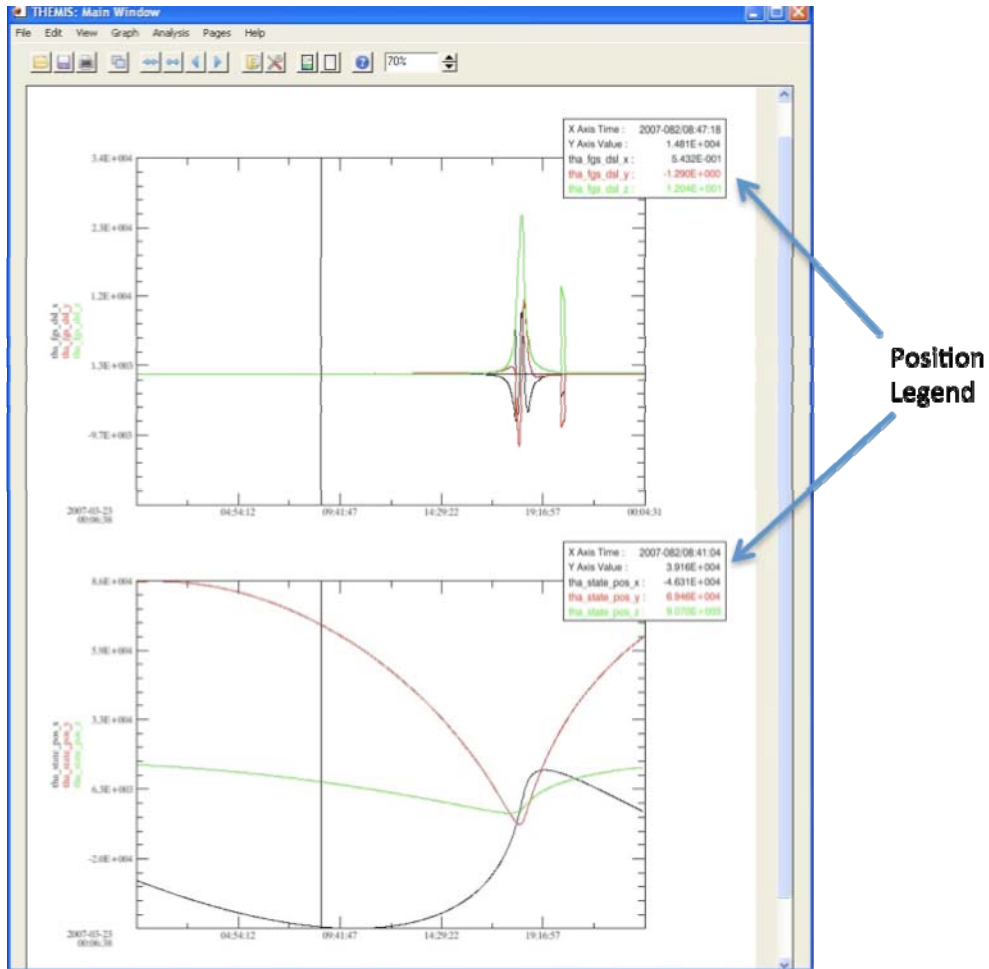 THEMIS: Main Window
File Edit View Graph Analysis Pages Help
70%
X Axis Time : 2007-082/08:47:18
Y Axis Value : 1.481E+004
tha_fgs_dsl_x : 5.432E-001
tha_fgs_dsl_y : -1.290E+000
tha_fgs_dsl_z : 1.204E+001
3.4E+004
2.3E+004
1.2E+004
1.3E+003
-9.7E+003
tha_fgs_dsl_x
tha_fgs_dsl_y
tha_fgs_dsl_z
2007-03-23
00:06:38
04:54:12
09:41:47
14:29:22
19:16:57
00:04:31
Position
Legend
X Axis Time : 2007-082/08:41:04
Y Axis Value : 3.916E+004
tha_state_pos_x : -4.631E+004
tha_state_pos_y : 6.946E+004
tha_state_pos_z : 9.070E+003
8.6E+004
5.9E+004
3.3E+004
6.3E+003
-2.0E+004
tha_state_pos_x
tha_state_pos_y
tha_state_pos_z
2007-03-23
00:06:38
04:54:12
09:41:47
14:29:22
19:16:57